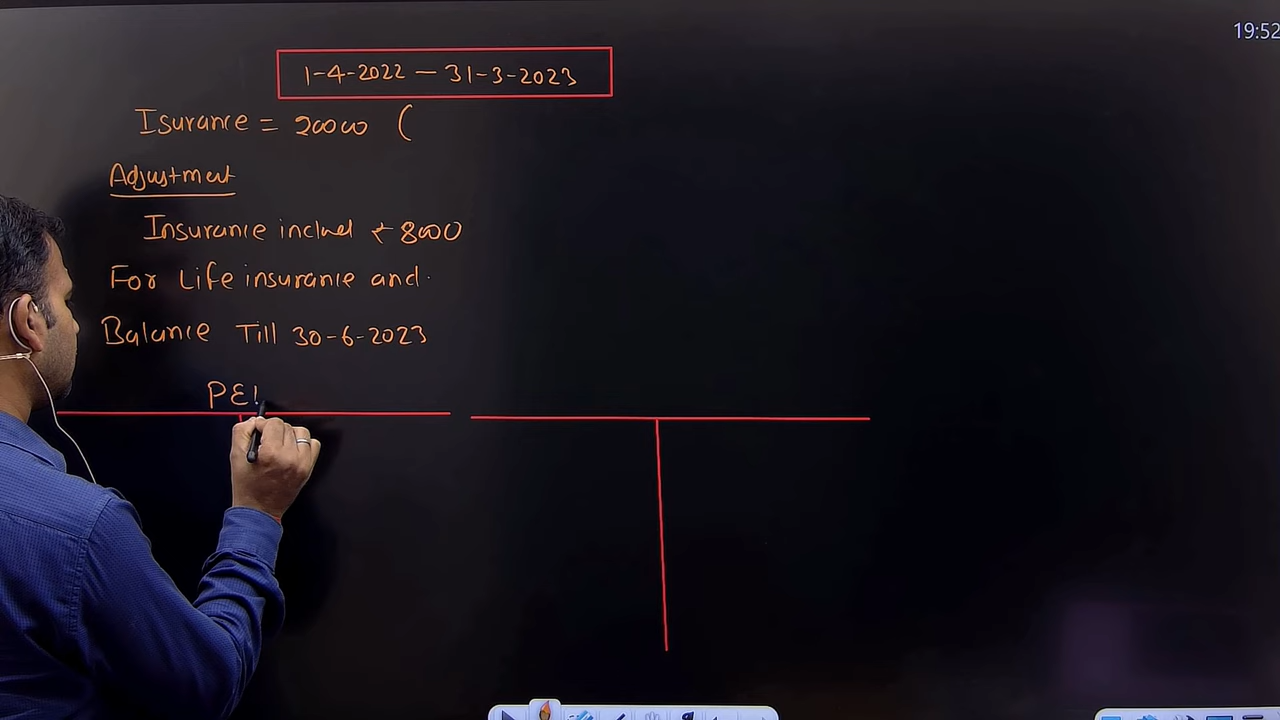 19:52
1-4-2022 — 31-3-2023
Isurance = 20000 (
Adjustment
Insurance includ ₹ 8000
For Life insurance and
Balance Till 30-6-2023
P&L